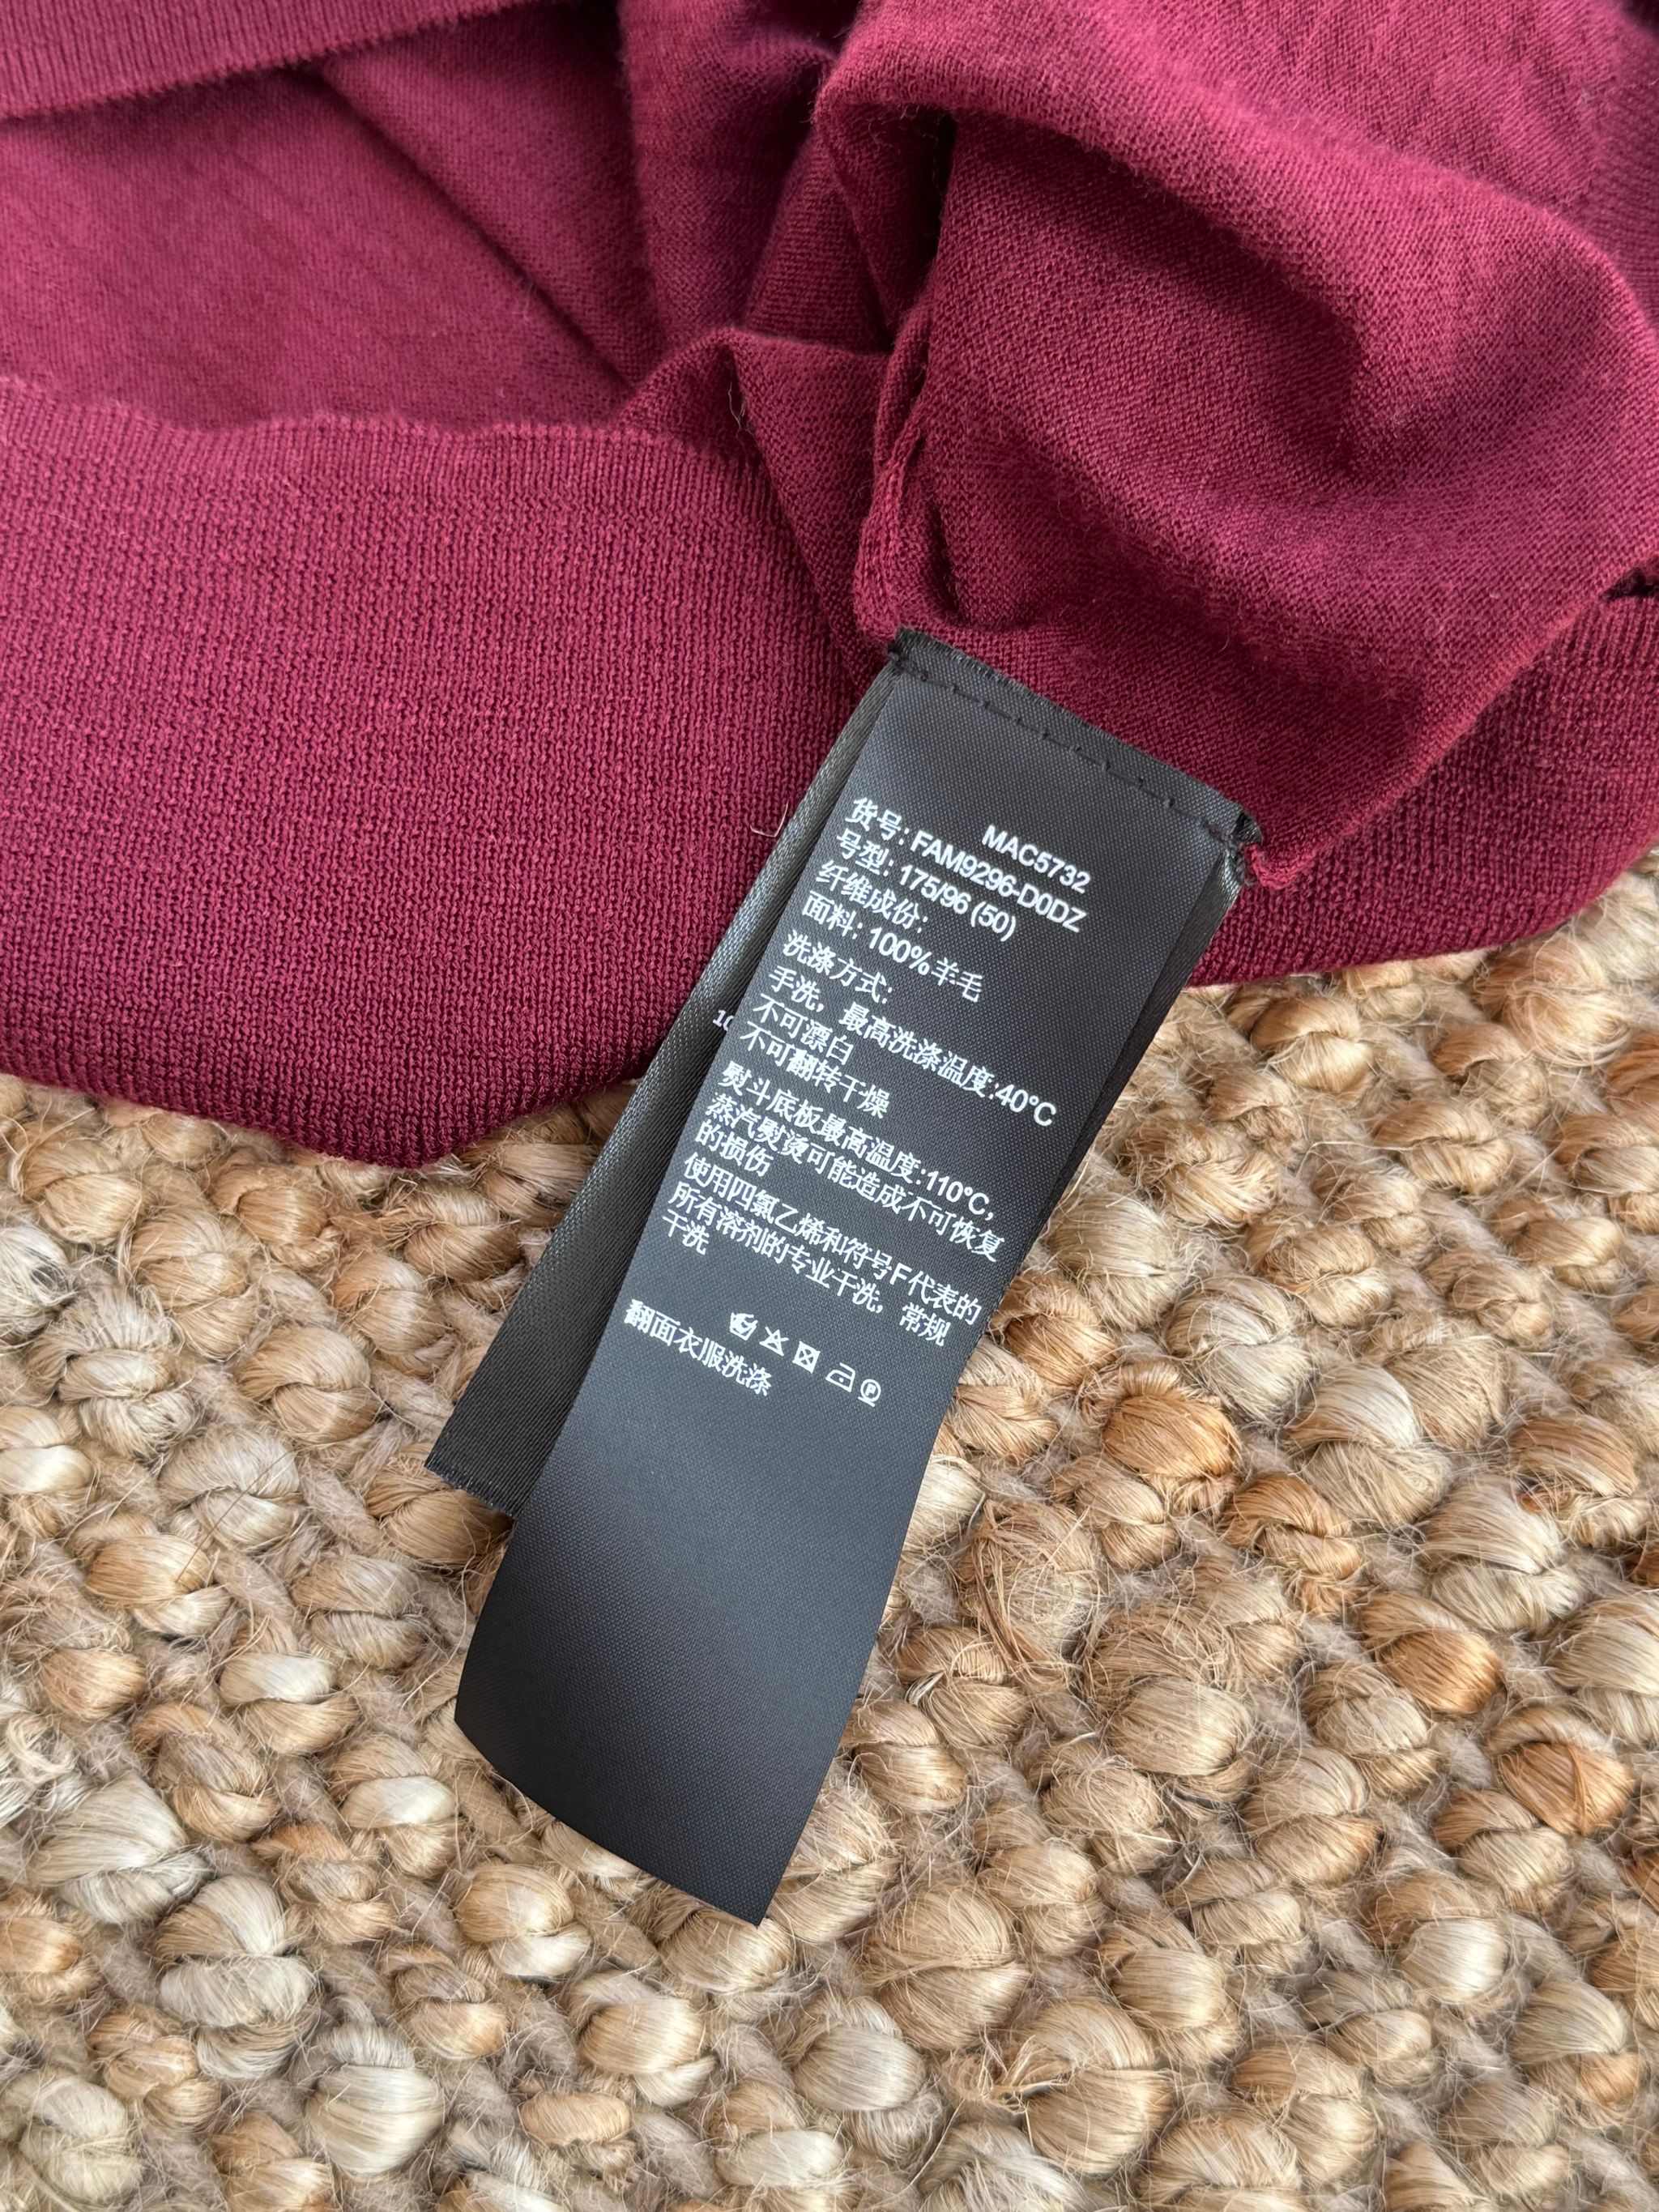 MAC5732
货号: FAM9296-D0DZ
号型: 175/96 (50)
纤维成份:
面料: 100%羊毛
洗涤方式:
手洗, 最高洗涤温度:40°C
不可漂白
不可翻转干燥
熨斗底板最高温度:110°C,
蒸汽熨烫可能造成不可恢复
的损伤
使用四氯乙烯和符号F代表的
所有溶剂的专业干洗, 常规
干洗
P
翻面衣服洗涤
10